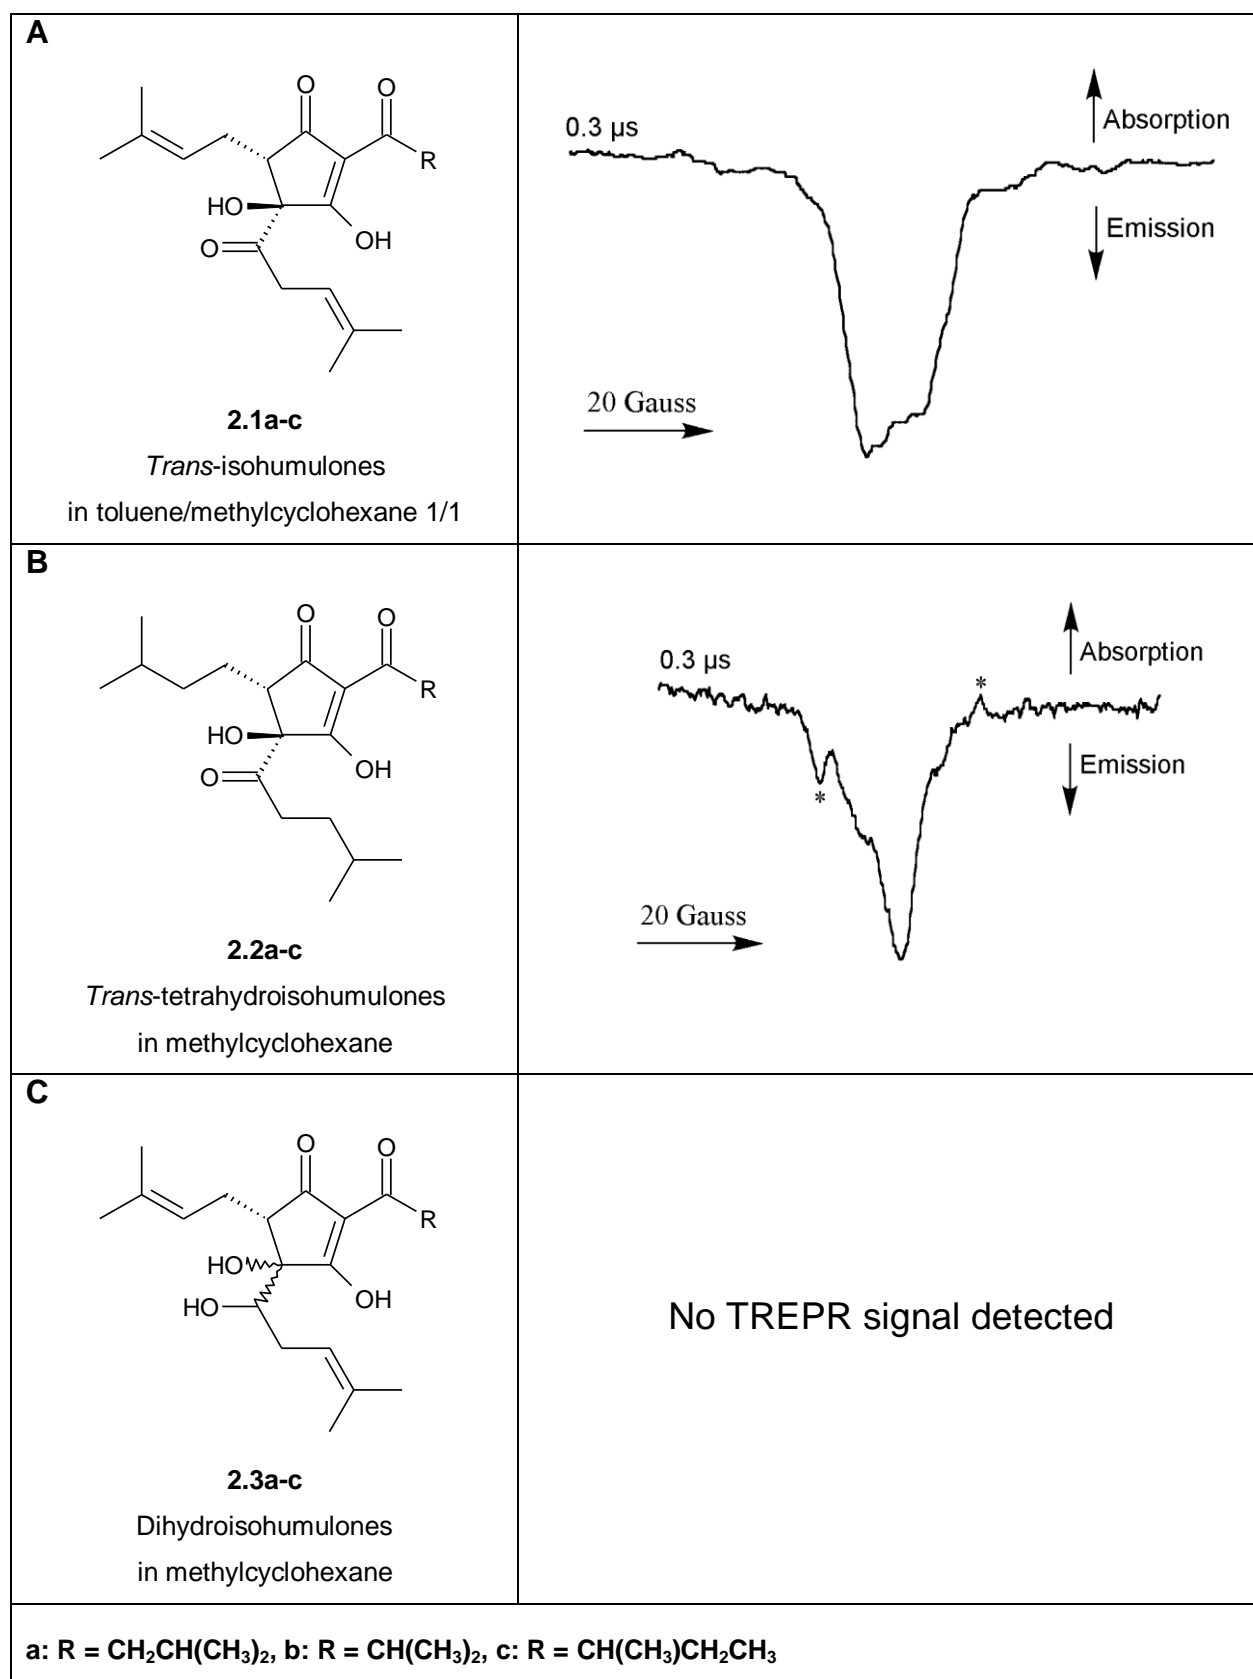 A
O
O
R
HO
OH
O
2.1a-c
Trans-isohumulones
in toluene/methylcyclohexane 1/1
0.3 µs
Absorption
Emission
20 Gauss
B
O
O
R
HO
OH
O
2.2a-c
Trans-tetrahydroisohumulones
in methylcyclohexane
0.3 µs
*
*
Absorption
Emission
20 Gauss
C
O
O
R
HO
OH
HO
2.3a-c
Dihydroisohumulones
in methylcyclohexane
No TREPR signal detected
a: R = CH₂CH(CH₃)₂, b: R = CH(CH₃)₂, c: R = CH(CH₃)CH₂CH₃